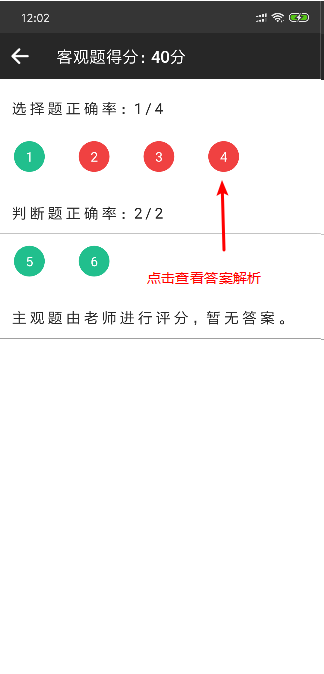 12:02
客观题得分: 40分
选择题正确率: 1/4
1 2 3 4
判断题正确率: 2/2
5 6
点击查看答案解析
主观题由老师进行评分, 暂无答案。